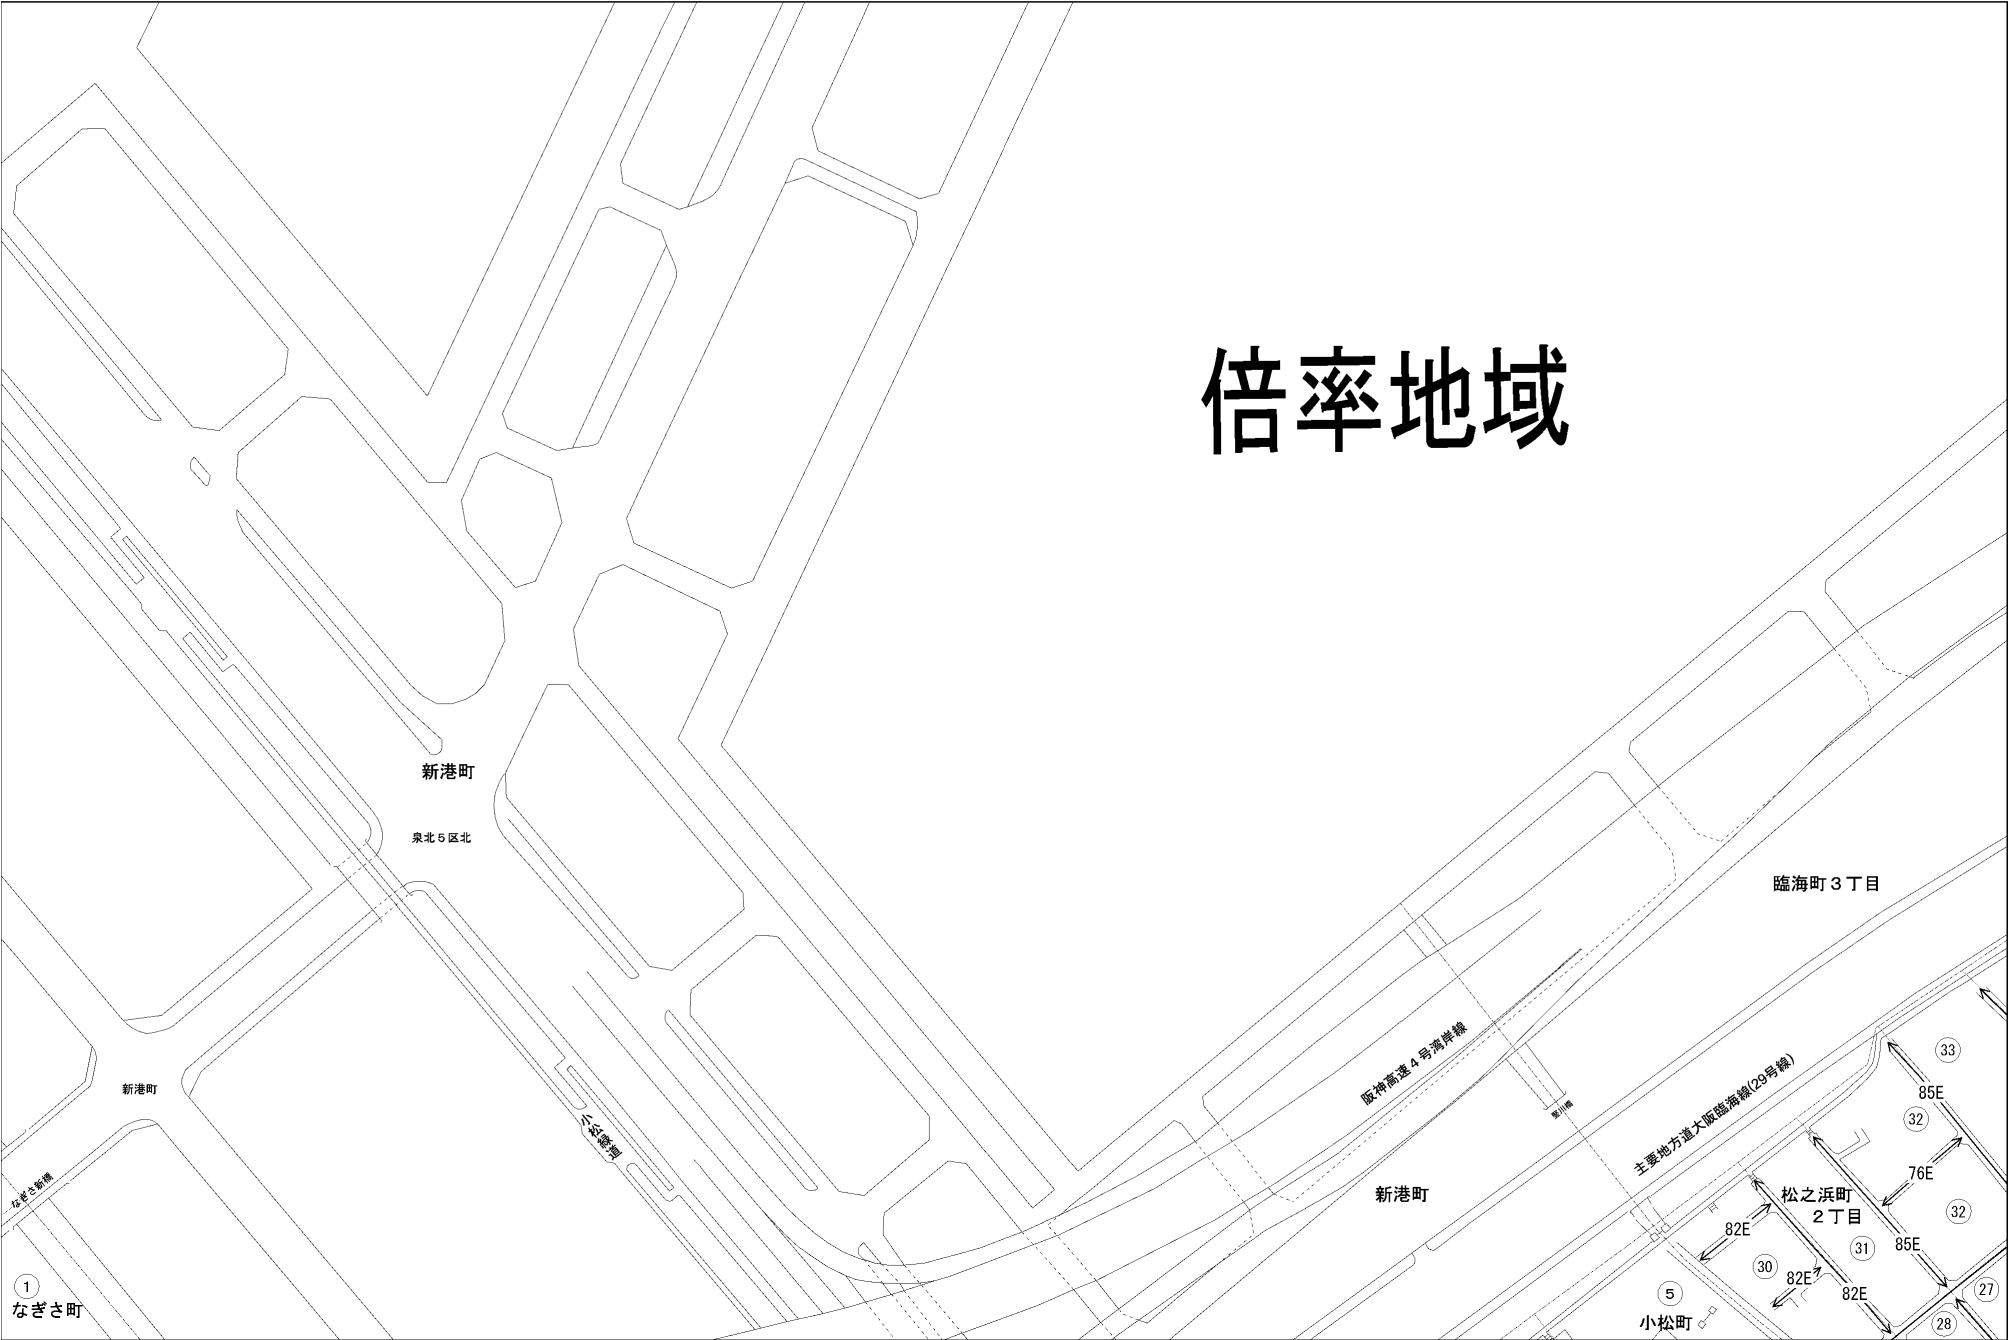 倍率地域
新港町
泉北５区北
臨海町３丁目
阪神高速４号湾岸線
33
主要地方道大阪臨海線(29号線)
新港町
85E
32
堅川橋
小松緑道
なぎさ新橋
76E
新港町
松之浜町
２丁目
32
82E
31
85E
30
82E
1
なぎさ町
5
82E
27
小松町
28